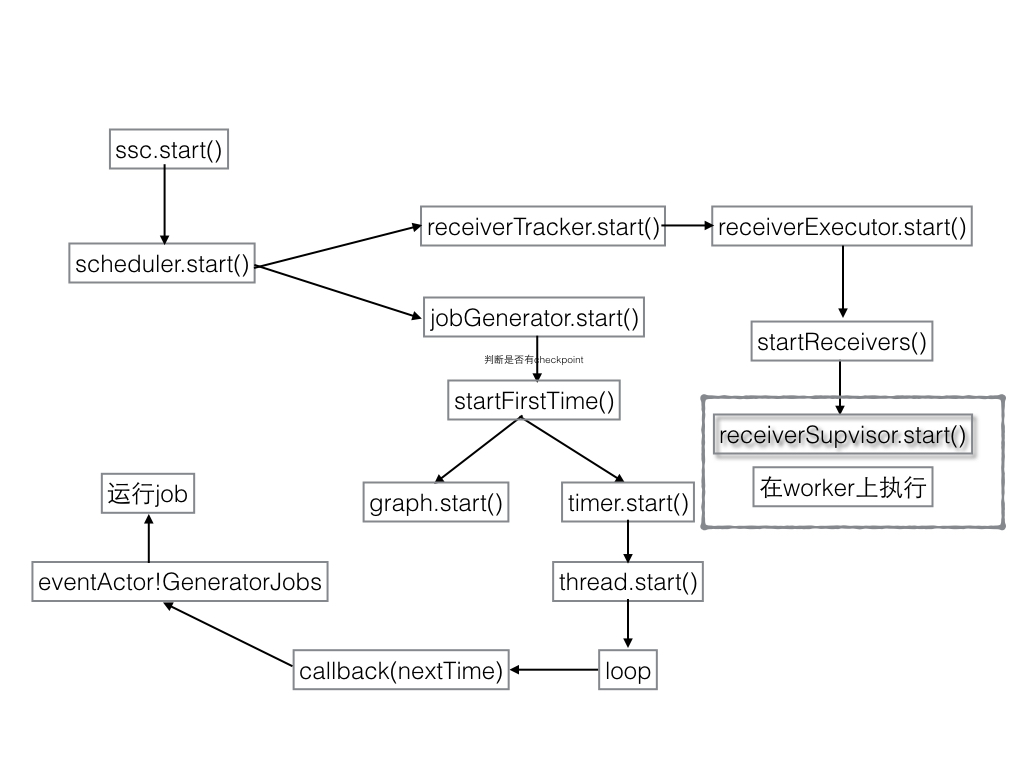 ssc.start()
receiverTracker.start()
receiverExecutor.start()
scheduler.start()
jobGenerator.start()
startReceivers()
判断是否有checkpoint
startFirstTime()
receiverSupvisor.start()
在worker上执行
运行job
graph.start()
timer.start()
eventActor!GeneratorJobs
thread.start()
callback(nextTime)
loop